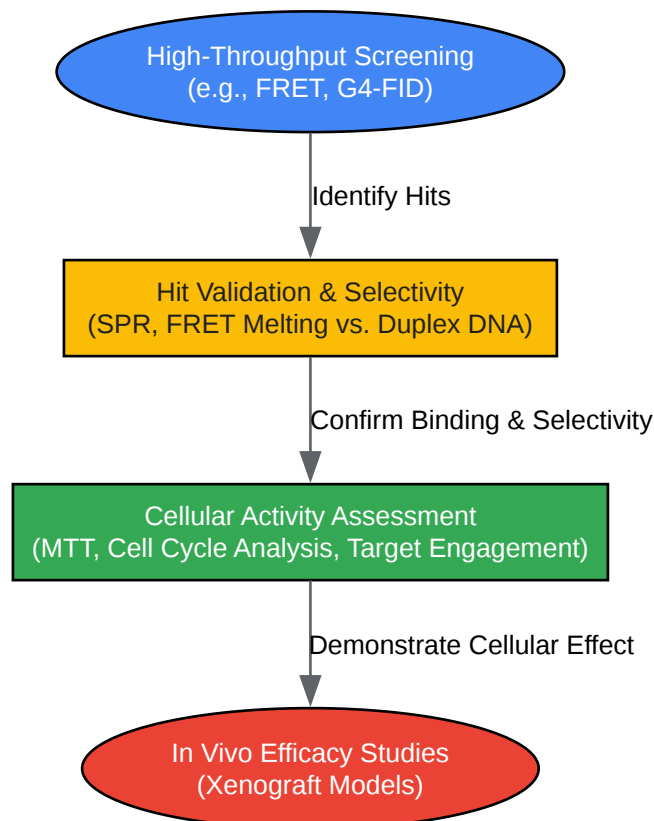 High-Throughput Screening
(e.g., FRET, G4-FID)
Identify Hits
Hit Validation & Selectivity
(SPR, FRET Melting vs. Duplex DNA)
Confirm Binding & Selectivity
Cellular Activity Assessment
(MTT, Cell Cycle Analysis, Target Engagement)
Demonstrate Cellular Effect
In Vivo Efficacy Studies
(Xenograft Models)